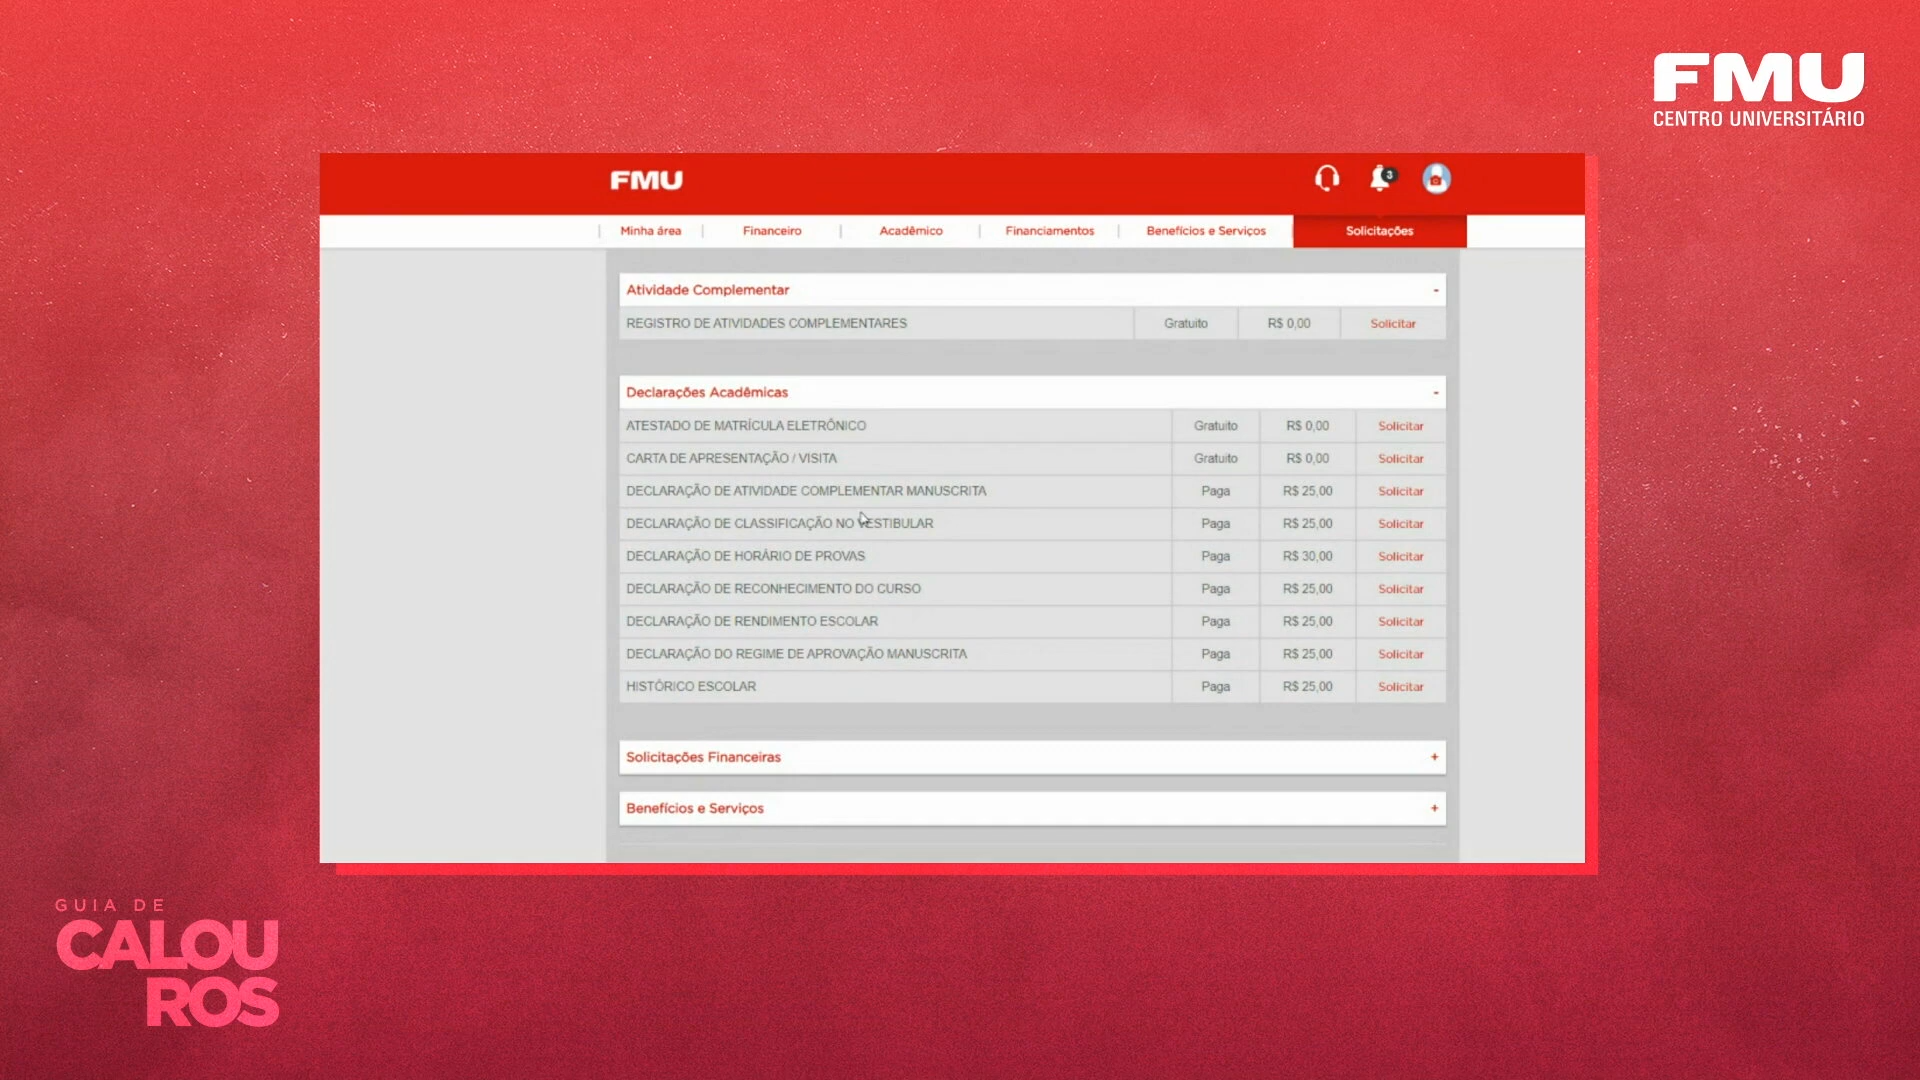 FMU
CENTRO UNIVERSITÁRIO
FMU
3
Minha área
Financeiro
Acadêmico
Financiamentos
Benefícios e Serviços
Solicitações
Atividade Complementar -
REGISTRO DE ATIVIDADES COMPLEMENTARES Gratuito R$ 0,00 Solicitar
Declarações Acadêmicas -
ATESTADO DE MATRÍCULA ELETRÔNICO Gratuito R$ 0,00 Solicitar
CARTA DE APRESENTAÇÃO / VISITA Gratuito R$ 0,00 Solicitar
DECLARAÇÃO DE ATIVIDADE COMPLEMENTAR MANUSCRITA Paga R$ 25,00 Solicitar
DECLARAÇÃO DE CLASSIFICAÇÃO NO VESTIBULAR Paga R$ 25,00 Solicitar
DECLARAÇÃO DE HORÁRIO DE PROVAS Paga R$ 30,00 Solicitar
DECLARAÇÃO DE RECONHECIMENTO DO CURSO Paga R$ 25,00 Solicitar
DECLARAÇÃO DE RENDIMENTO ESCOLAR Paga R$ 25,00 Solicitar
DECLARAÇÃO DO REGIME DE APROVAÇÃO MANUSCRITA Paga R$ 25,00 Solicitar
HISTÓRICO ESCOLAR Paga R$ 25,00 Solicitar
Solicitações Financeiras +
Benefícios e Serviços +
GUIA DE
CALOU
ROS